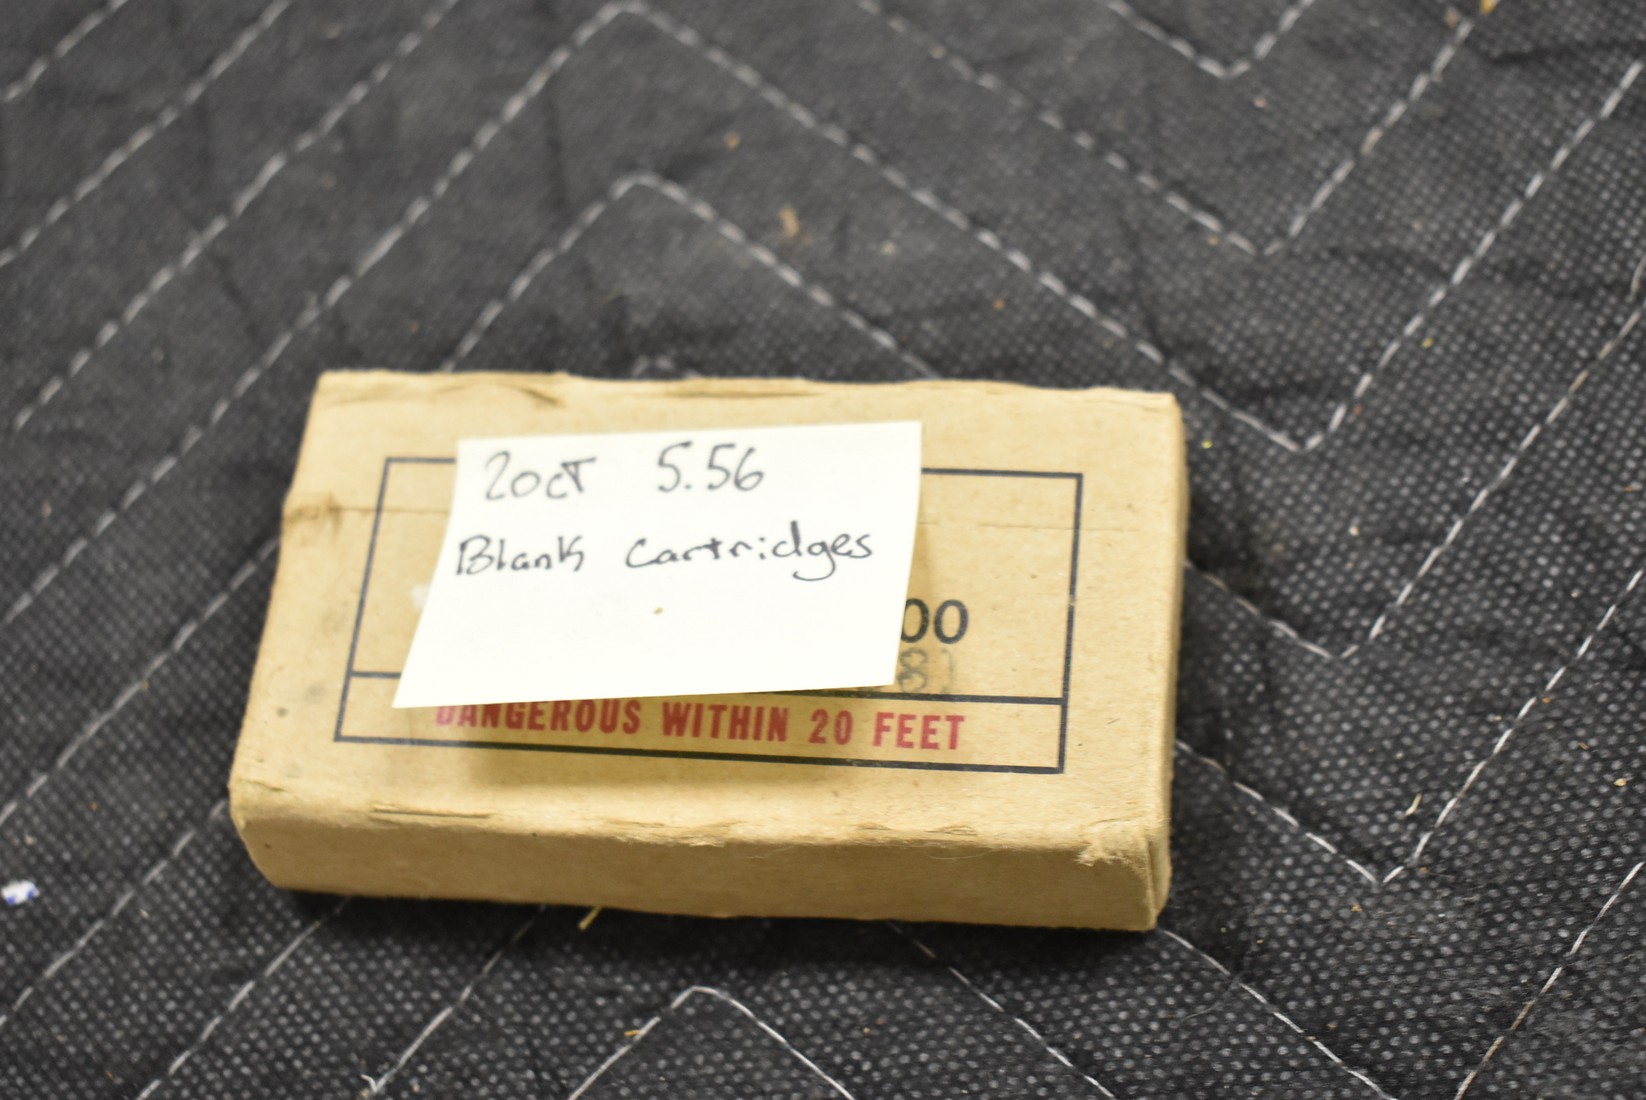 20ct 5.56
Blank Cartridges
00
DANGEROUS WITHIN 20 FEET